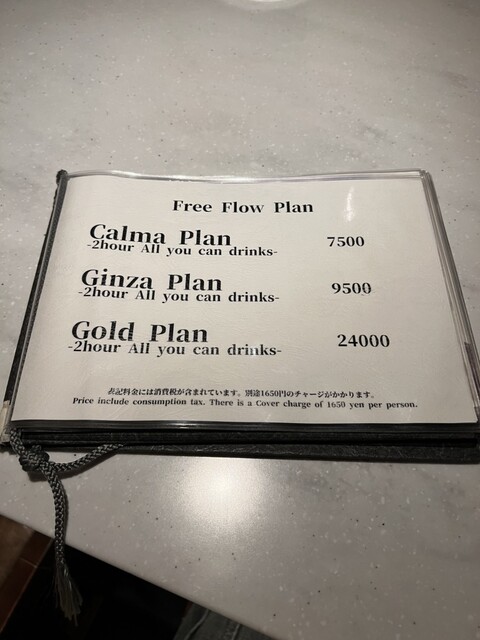 Free Flow Plan
Calma Plan 7500
-2hour All you can drinks-
Ginza Plan 9500
-2hour All you can drinks-
Gold Plan 24000
-2hour All you can drinks-
表記料金には消費税が含まれています。別途1650円のチャージがかかります。
Price include consumption tax. There is a Cover charge of 1650 yen per person.